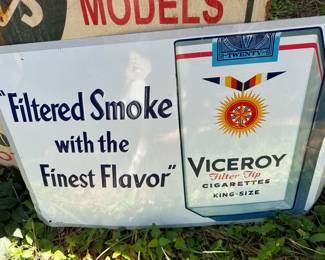 MODELS
"Filtered Smoke
with the
Finest Flavor"
TWENTY
VICEROY
Filter Tip
CIGARETTES
KING-SIZE